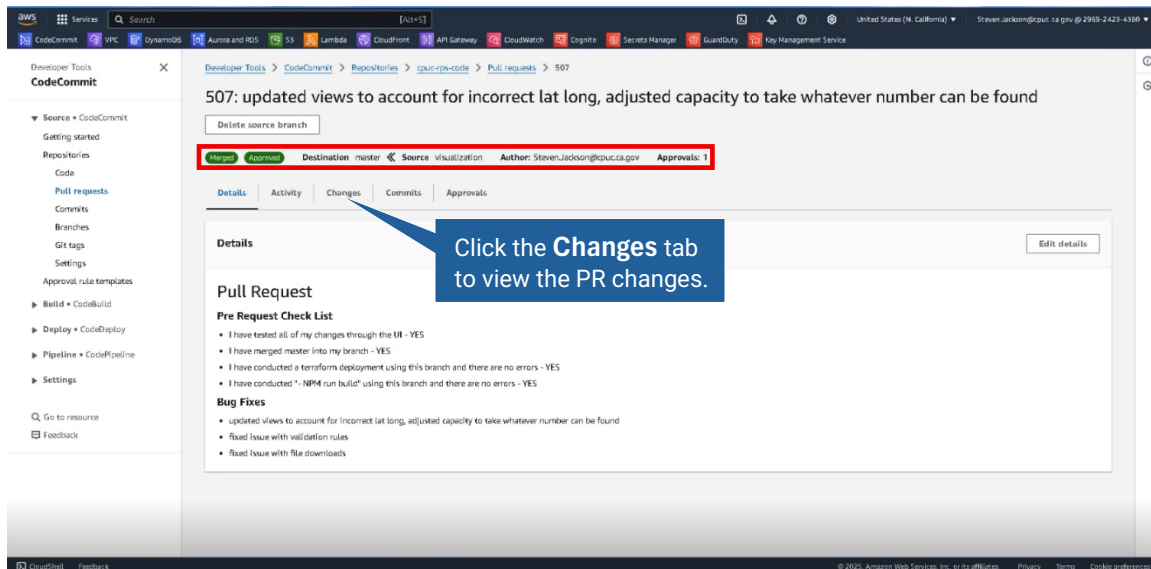 aws Services Search [Alt+S] United States (N. California) ▼ Steven.Jackson@cpuc.ca.gov @ 2969-2423-4380 ▼
CodeCommit VPC DynamoDB Aurora and RDS S3 Lambda CloudFront API Gateway CloudWatch Cognito Secrets Manager GuardDuty Key Management Service
Developer Tools
CodeCommit
Source • CodeCommit
Getting started
Repositories
Code
Pull requests
Commits
Branches
Git tags
Settings
Approval rule templates
Build • CodeBuild
Deploy • CodeDeploy
Pipeline • CodePipeline
Settings
Go to resource
Feedback
Developer Tools > CodeCommit > Repositories > cpuc-rps-code > Pull requests > 507
507: updated views to account for incorrect lat long, adjusted capacity to take whatever number can be found
Delete source branch
Merged Approved Destination master Source visualization Author: Steven.Jackson@cpuc.ca.gov Approvals: 1
Details Activity Changes Commits Approvals
Click the Changes tab
to view the PR changes.
Details Edit details
Pull Request
Pre Request Check List
• I have tested all of my changes through the UI - YES
• I have merged master into my branch - YES
• I have conducted a terraform deployment using this branch and there are no errors - YES
• I have conducted "- NPM run build" using this branch and there are no errors - YES
Bug Fixes
• updated views to account for incorrect lat long, adjusted capacity to take whatever number can be found
• fixed issue with validation rules
• fixed issue with file downloads
CloudShell Feedback © 2025, Amazon Web Services, Inc. or its affiliates. Privacy Terms Cookie preferences